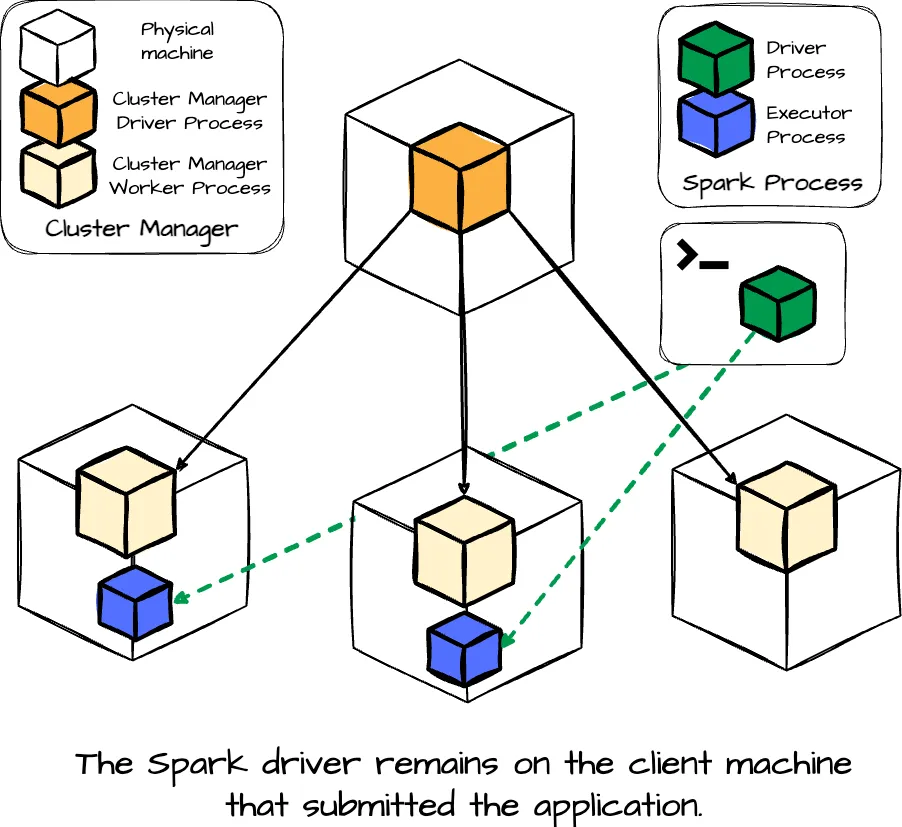 Physical
machine
Cluster Manager
Driver Process
Cluster Manager
Worker Process
Cluster Manager
Driver
Process
Executor
Process
Spark Process
>_
The Spark driver remains on the client machine
that submitted the application.